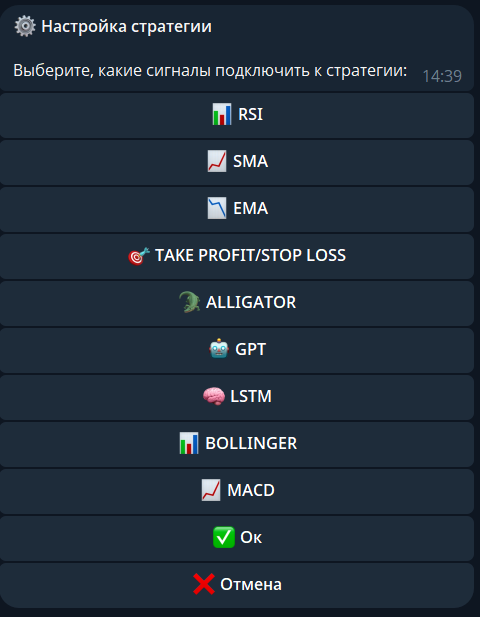 ⚙️ Настройка стратегии
Выберите, какие сигналы подключить к стратегии:
14:39
📊 RSI
📈 SMA
📉 EMA
🎯 TAKE PROFIT/STOP LOSS
🐊 ALLIGATOR
🤖 GPT
🧠 LSTM
📊 BOLLINGER
📈 MACD
✅ Ок
❌ Отмена